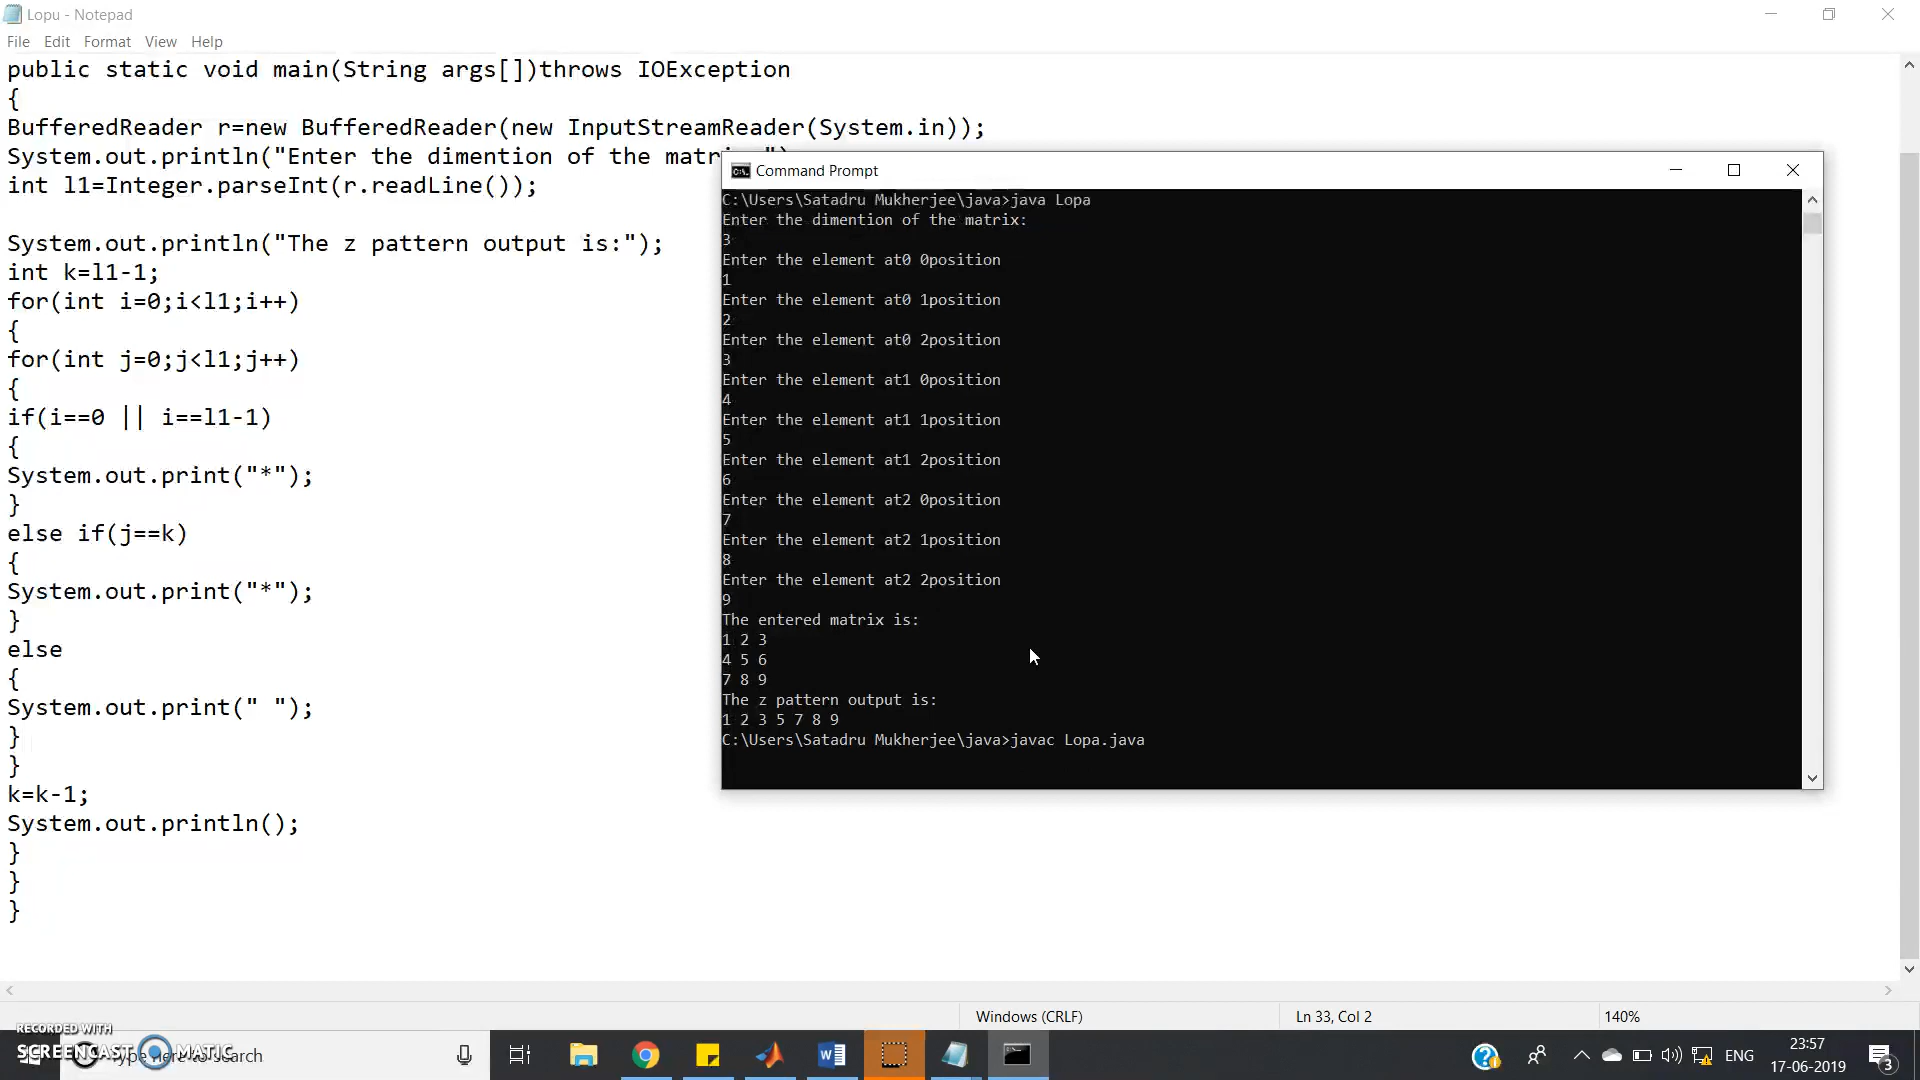 Lopu - Notepad
File Edit Format View Help
public static void main(String args[])throws IOException
{
BufferedReader r=new BufferedReader(new InputStreamReader(System.in));
System.out.println("Enter the dimention of the matr
int l1=Integer.parseInt(r.readLine());
System.out.println("The z pattern output is:");
int k=l1-1;
for(int i=0;i<l1;i++)
{
for(int j=0;j<l1;j++)
{
if(i==0 || i==l1-1)
{
System.out.print("*");
}
else if(j==k)
{
System.out.print("*");
}
else
{
System.out.print(" ");
}
}
k=k-1;
System.out.println();
}
}
}
Command Prompt
C:\Users\Satadru Mukherjee\java>java Lopa
Enter the dimention of the matrix:
3
Enter the element at0 0position
1
Enter the element at0 1position
2
Enter the element at0 2position
3
Enter the element at1 0position
4
Enter the element at1 1position
5
Enter the element at1 2position
6
Enter the element at2 0position
7
Enter the element at2 1position
8
Enter the element at2 2position
9
The entered matrix is:
1 2 3
4 5 6
7 8 9
The z pattern output is:
1 2 3 5 7 8 9
C:\Users\Satadru Mukherjee\java>javac Lopa.java
Windows (CRLF) Ln 33, Col 2 140%
RECORDED WITH
SCREENCAST MATIC
Type here to search
ENG
23:57
17-06-2019
3